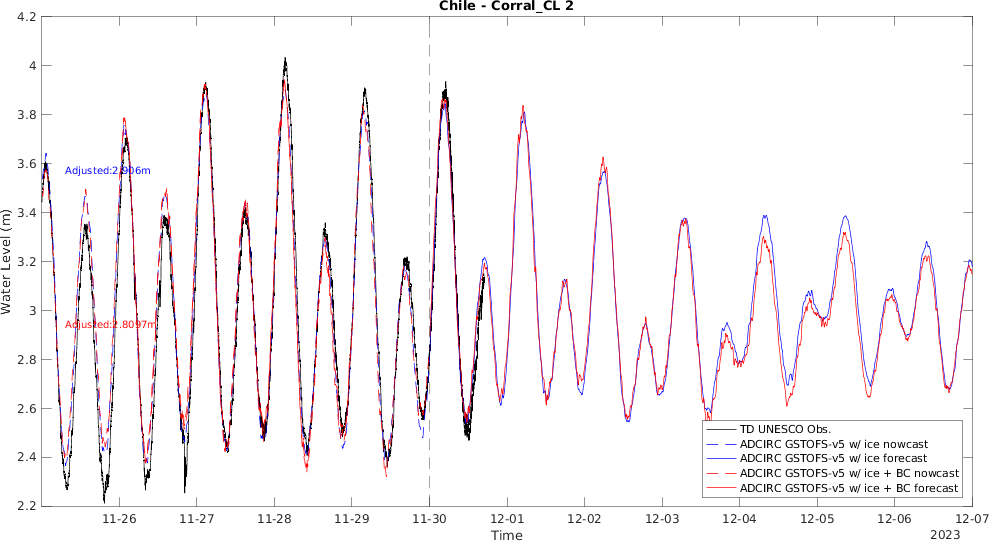 Chile - Corral_CL 2
4.2
4
3.8
3.6
3.4
3.2
3
2.8
2.6
2.4
2.2
Water Level (m)
Adjusted:2.906m
Adjusted:2.8097m
TD UNESCO Obs.
ADCIRC GSTOFS-v5 w/ ice nowcast
ADCIRC GSTOFS-v5 w/ ice forecast
ADCIRC GSTOFS-v5 w/ ice + BC nowcast
ADCIRC GSTOFS-v5 w/ ice + BC forecast
11-26 11-27 11-28 11-29 11-30 12-01 12-02 12-03 12-04 12-05 12-06 12-07
Time
2023